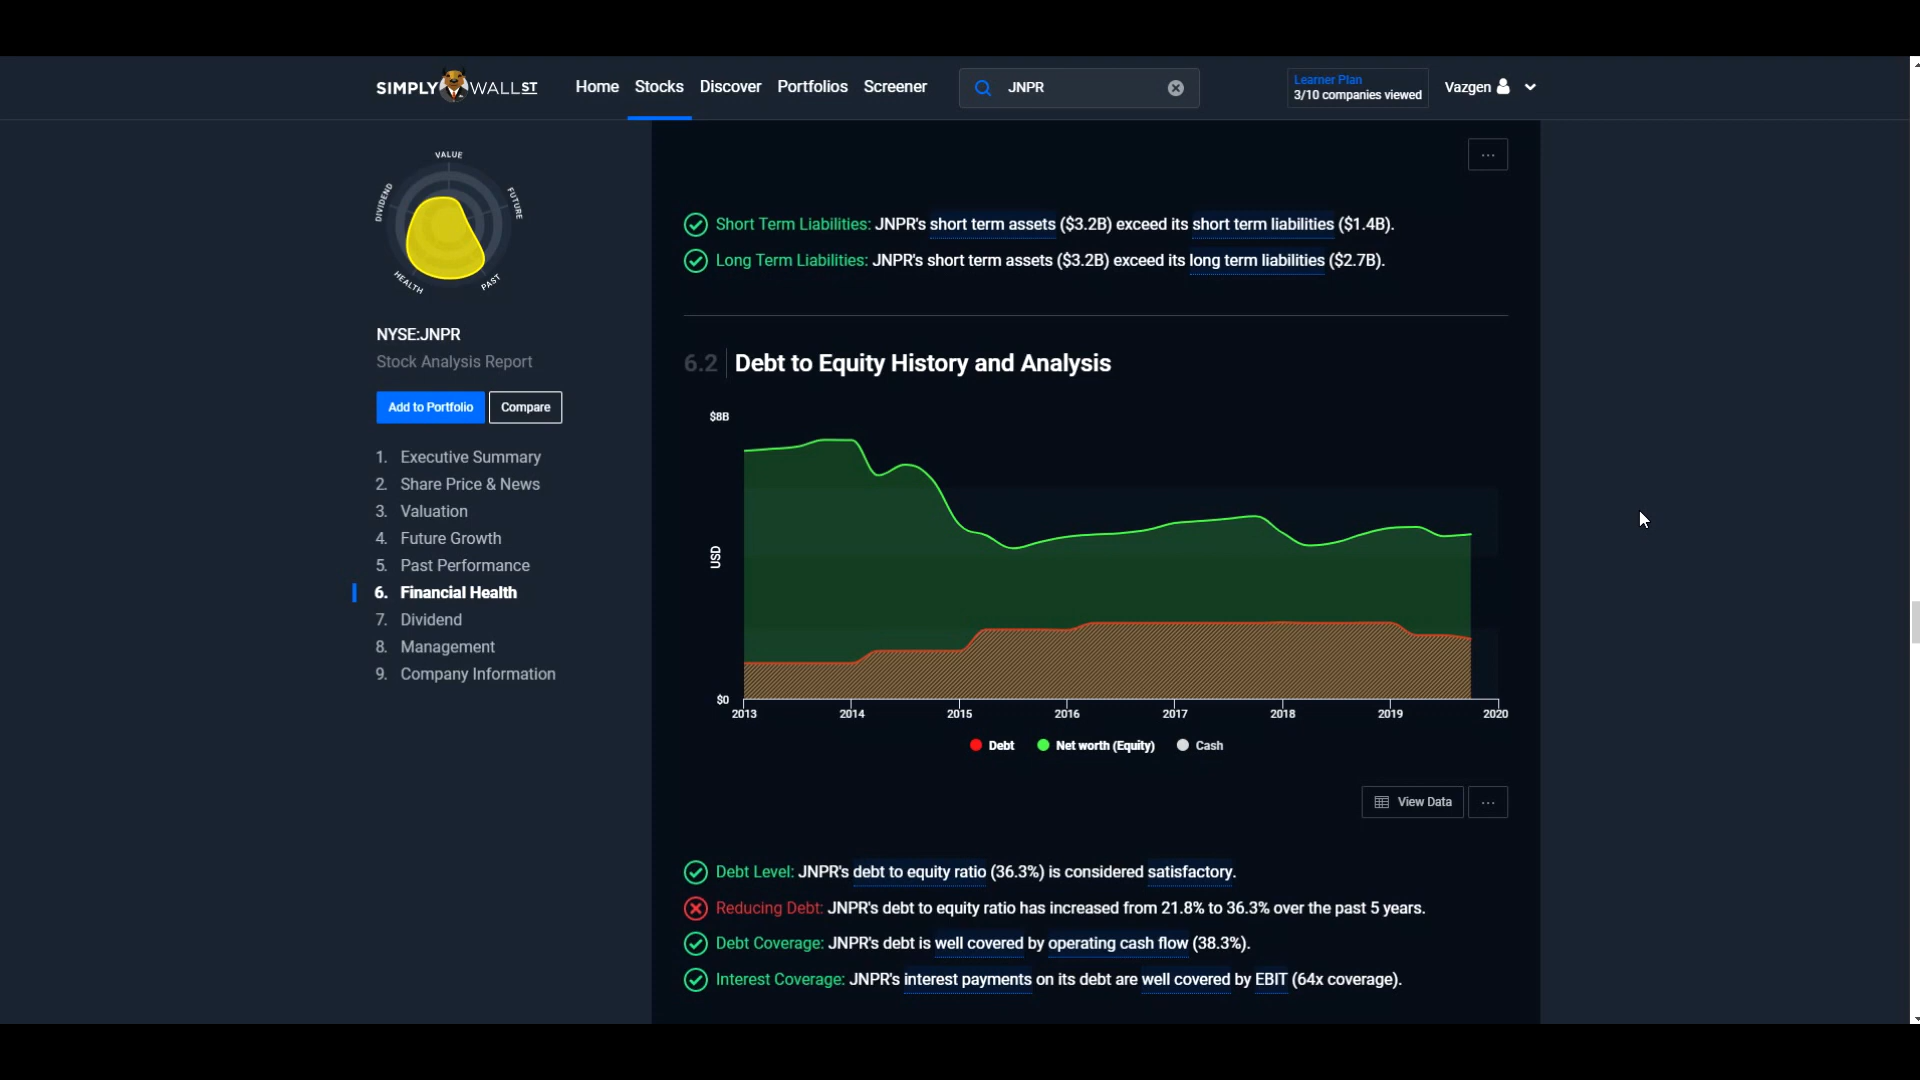 SIMPLY WALLST
Home Stocks Discover Portfolios Screener
JNPR
Learner Plan
3/10 companies viewed
Vazgen
VALUE
FUTURE
PAST
HEALTH
DIVIDEND
NYSE:JNPR
Stock Analysis Report
Add to Portfolio
Compare
1. Executive Summary
2. Share Price & News
3. Valuation
4. Future Growth
5. Past Performance
6. Financial Health
7. Dividend
8. Management
9. Company Information
...
Short Term Liabilities: JNPR's short term assets ($3.2B) exceed its short term liabilities ($1.4B).
Long Term Liabilities: JNPR's short term assets ($3.2B) exceed its long term liabilities ($2.7B).
6.2 Debt to Equity History and Analysis
$8B
USD
$0
2013 2014 2015 2016 2017 2018 2019 2020
Debt Net worth (Equity) Cash
View Data ...
Debt Level: JNPR's debt to equity ratio (36.3%) is considered satisfactory.
Reducing Debt: JNPR's debt to equity ratio has increased from 21.8% to 36.3% over the past 5 years.
Debt Coverage: JNPR's debt is well covered by operating cash flow (38.3%).
Interest Coverage: JNPR's interest payments on its debt are well covered by EBIT (64x coverage).